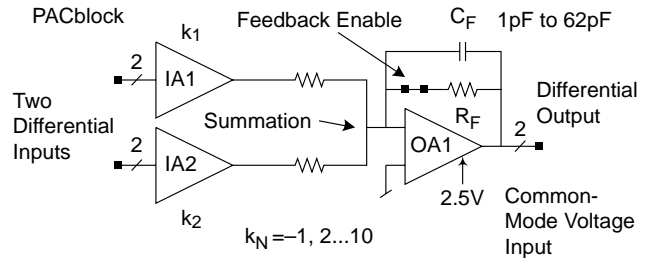 PACblock
k1
Feedback Enable
CF
1pF to 62pF
2
IA1
Two
Differential
Inputs
Summation
RF
Differential
Output
2
IA2
OA1
2
2.5V
k2
kN =–1, 2...10
Common-
Mode Voltage
Input